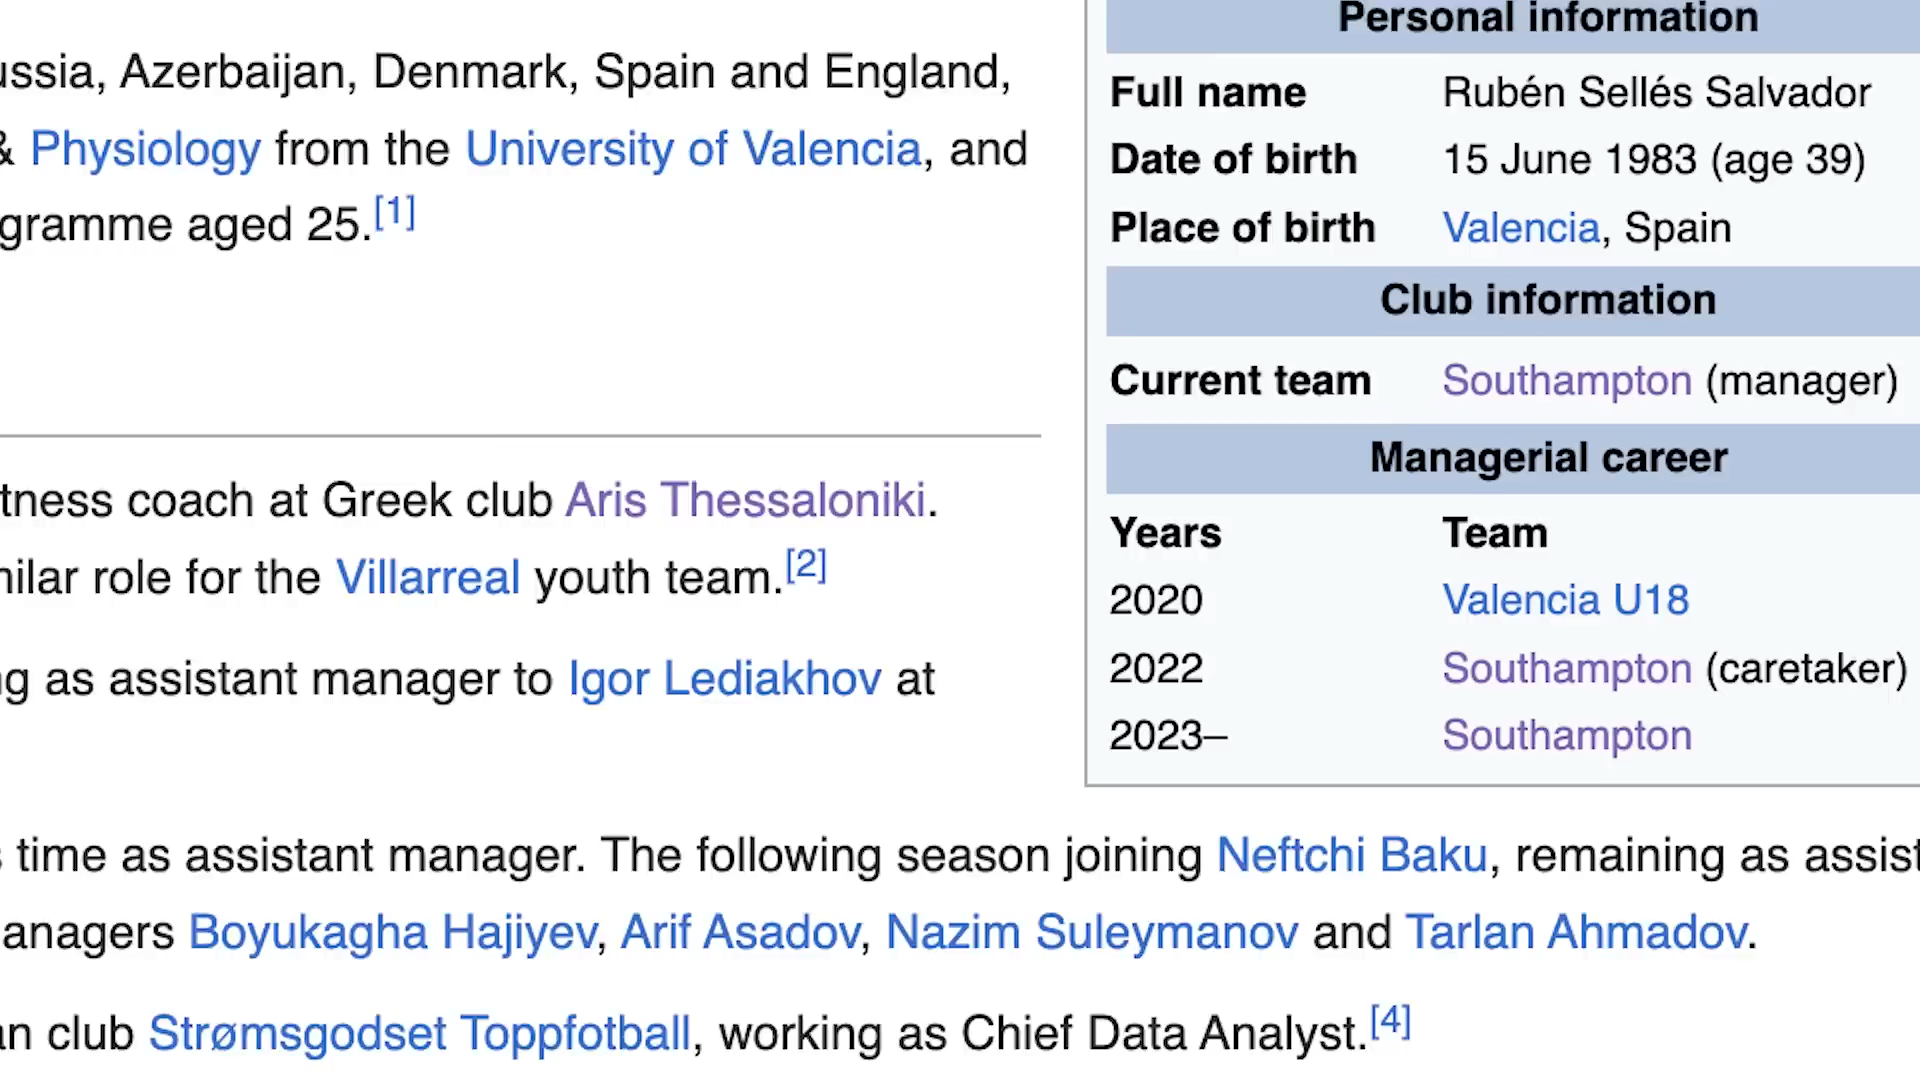 ussia, Azerbaijan, Denmark, Spain and England,
& Physiology from the University of Valencia, and
gramme aged 25.[1]
tness coach at Greek club Aris Thessaloniki.
nilar role for the Villarreal youth team.[2]
ng as assistant manager to Igor Lediakhov at
Personal information
Full name Rubén Sellés Salvador
Date of birth 15 June 1983 (age 39)
Place of birth Valencia, Spain
Club information
Current team Southampton (manager)
Managerial career
Years Team
2020 Valencia U18
2022 Southampton (caretaker)
2023– Southampton
s time as assistant manager. The following season joining Neftchi Baku, remaining as assist
anagers Boyukagha Hajiyev, Arif Asadov, Nazim Suleymanov and Tarlan Ahmadov.
an club Strømsgodset Toppfotball, working as Chief Data Analyst.[4]